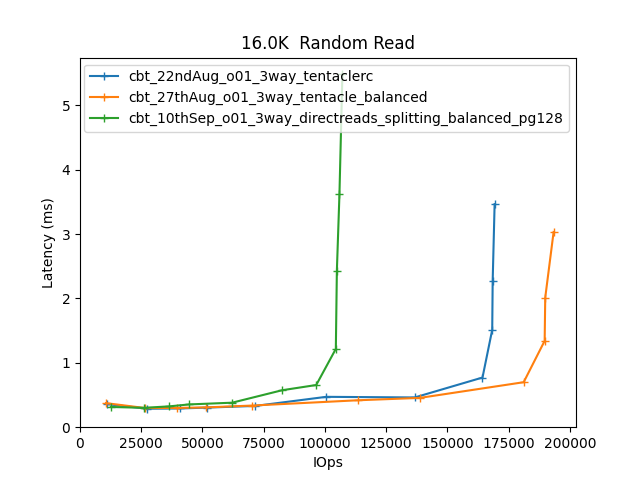 16.0K  Random Read
cbt_22ndAug_o01_3way_tentaclerc
cbt_27thAug_o01_3way_tentacle_balanced
cbt_10thSep_o01_3way_directreads_splitting_balanced_pg128
Latency (ms)
5
4
3
2
1
0
0 25000 50000 75000 100000 125000 150000 175000 200000
IOps